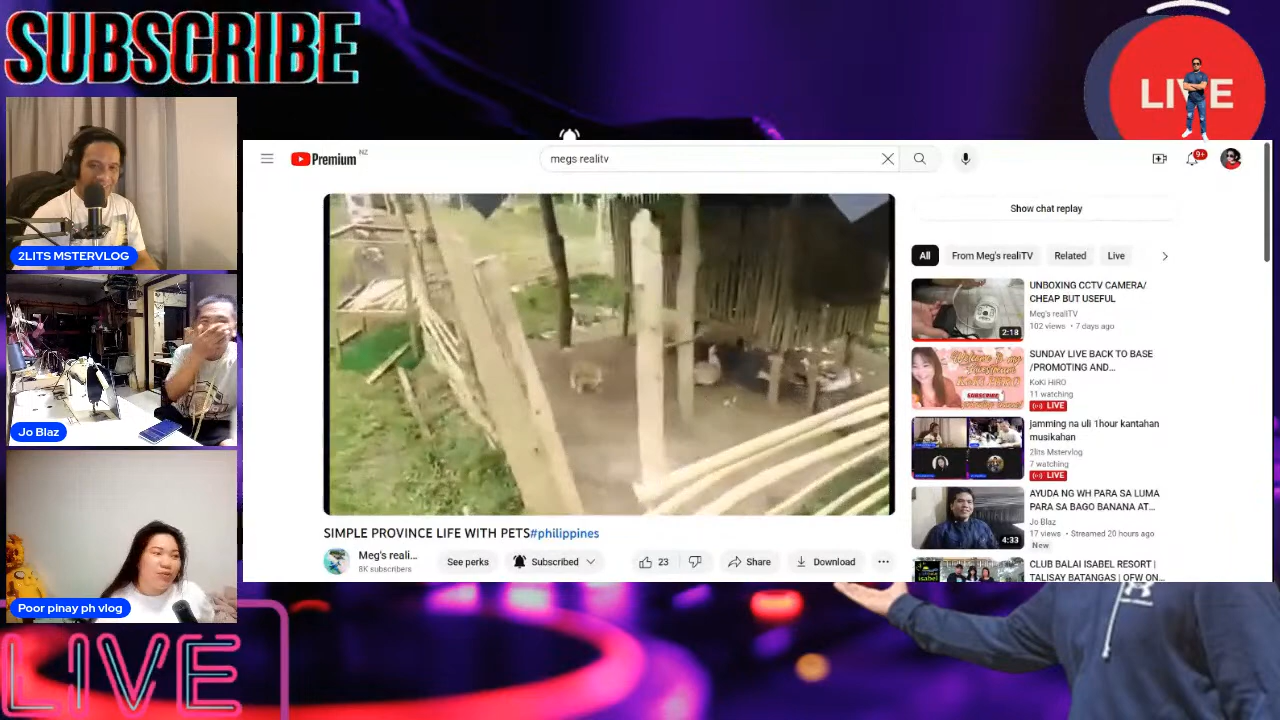 SUBSCRIBE
LIVE
2LITS MSTERVLOG
Jo Blaz
Poor pinay ph vlog
LIVE
Premium NZ
megs realitv
9+
SIMPLE PROVINCE LIFE WITH PETS#philippines
Meg's reali...
8K subscribers
See perks
Subscribed
23
Share
Download
Show chat replay
All
From Meg's realiTV
Related
Live
2:18
UNBOXING CCTV CAMERA/
CHEAP BUT USEFUL
Meg's realiTV
102 views • 7 days ago
SUBSCRIBE
SUNDAY LIVE BACK TO BASE
/PROMOTING AND...
KoKi HiRO
11 watching
LIVE
jamming na uli 1hour kantahan
musikahan
2lits Mstervlog
7 watching
LIVE
4:33
AYUDA NG WH PARA SA LUMA
PARA SA BAGO BANANA AT...
Jo Blaz
17 views • Streamed 20 hours ago
New
CLUB BALAI ISABEL RESORT |
TALISAY BATANGAS | OFW ON...